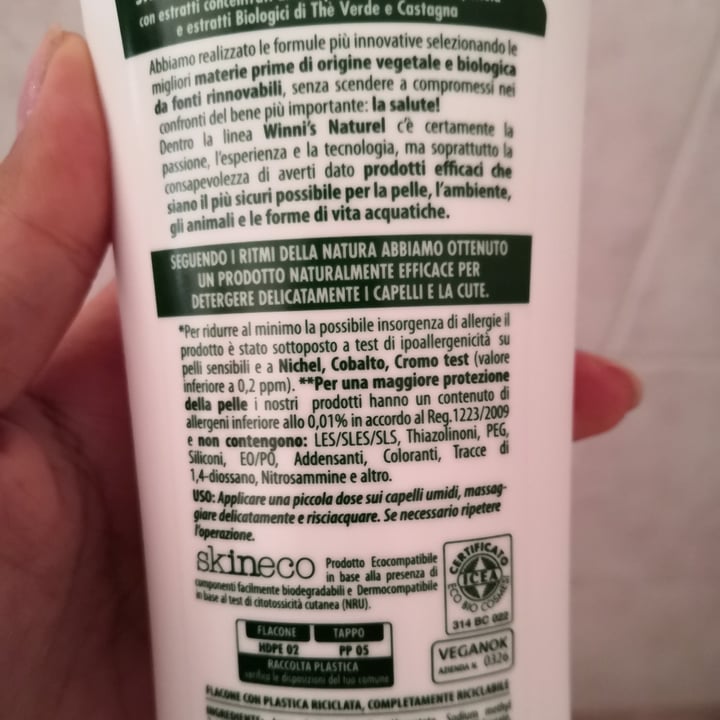 con estratti concentrati
e estratti Biologici di Thè Verde e Castagna
Abbiamo realizzato le formule più innovative selezionando le
migliori materie prime di origine vegetale e biologica
da fonti rinnovabili, senza scendere a compromessi nei
confronti del bene più importante: la salute!
Dentro la linea Winni's Naturel c'è certamente la
passione, l'esperienza e la tecnologia, ma soprattutto la
consapevolezza di averti dato prodotti efficaci che
siano il più sicuri possibile per la pelle, l'ambiente,
gli animali e le forme di vita acquatiche.
SEGUENDO I RITMI DELLA NATURA ABBIAMO OTTENUTO
UN PRODOTTO NATURALMENTE EFFICACE PER
DETERGERE DELICATAMENTE I CAPELLI E LA CUTE.
*Per ridurre al minimo la possibile insorgenza di allergie il
prodotto è stato sottoposto a test di ipoallergenicità su
pelli sensibili e a Nichel, Cobalto, Cromo test (valore
inferiore a 0,2 ppm). **Per una maggiore protezione
della pelle i nostri prodotti hanno un contenuto di
allergeni inferiore allo 0,01% in accordo al Reg.1223/2009
e non contengono: LES/SLES/SLS, Thiazolinoni, PEG,
Siliconi, EO/PO, Addensanti, Coloranti, Tracce di
1,4-diossano, Nitrosammine e altro.
USO: Applicare una piccola dose sui capelli umidi, massag-
giare delicatamente e risciacquare. Se necessario ripetere
l'operazione.
skineco Prodotto Ecocompatibile
in base alla presenza di
componenti facilmente biodegradabili e Dermocompatibile
in base al test di citotossicità cutanea (NRU).
CERTIFICATO
ICEA
ECO BIO COSMESI
314 BC 022
FLACONE TAPPO
HDPE 02 PP 05
RACCOLTA PLASTICA
verifica le disposizioni del tuo comune
VEGANOK
AZIENDA N. 0326
FLACONE CON PLASTICA RICICLATA, COMPLETAMENTE RICICLABILE
Sodium methyl